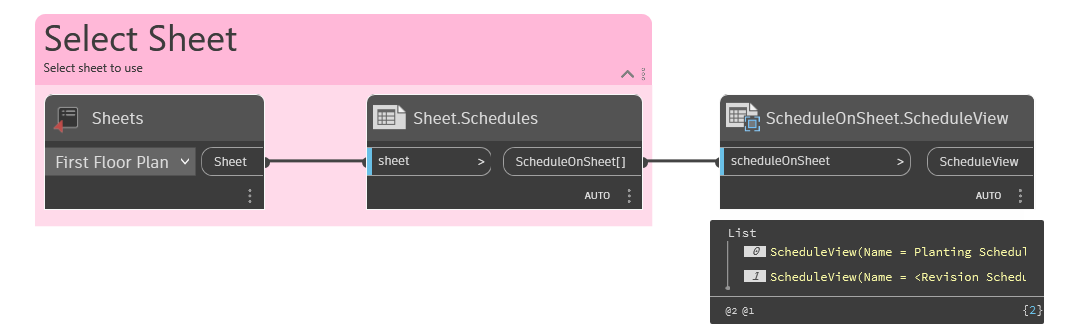 Select Sheet
Select sheet to use
Sheets
First Floor Plan
Sheet
Sheet.Schedules
sheet >
ScheduleOnSheet[]
AUTO
ScheduleOnSheet.ScheduleView
scheduleOnSheet >
ScheduleView
AUTO
List
0 ScheduleView(Name = Planting Schedul
1 ScheduleView(Name = <Revision Schedu
@2 @1
{2}